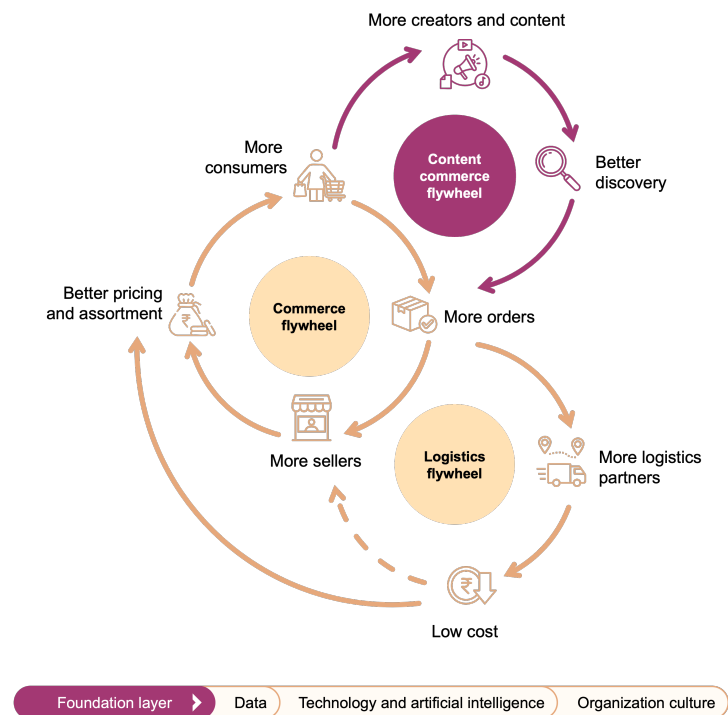 More creators and content
More
consumers
Content
commerce
flywheel
Better
discovery
Better pricing
and assortment
₹
Commerce
flywheel
More orders
More sellers
Logistics
flywheel
More logistics
partners
₹
Low cost
Foundation layer
Data
Technology and artificial intelligence
Organization culture